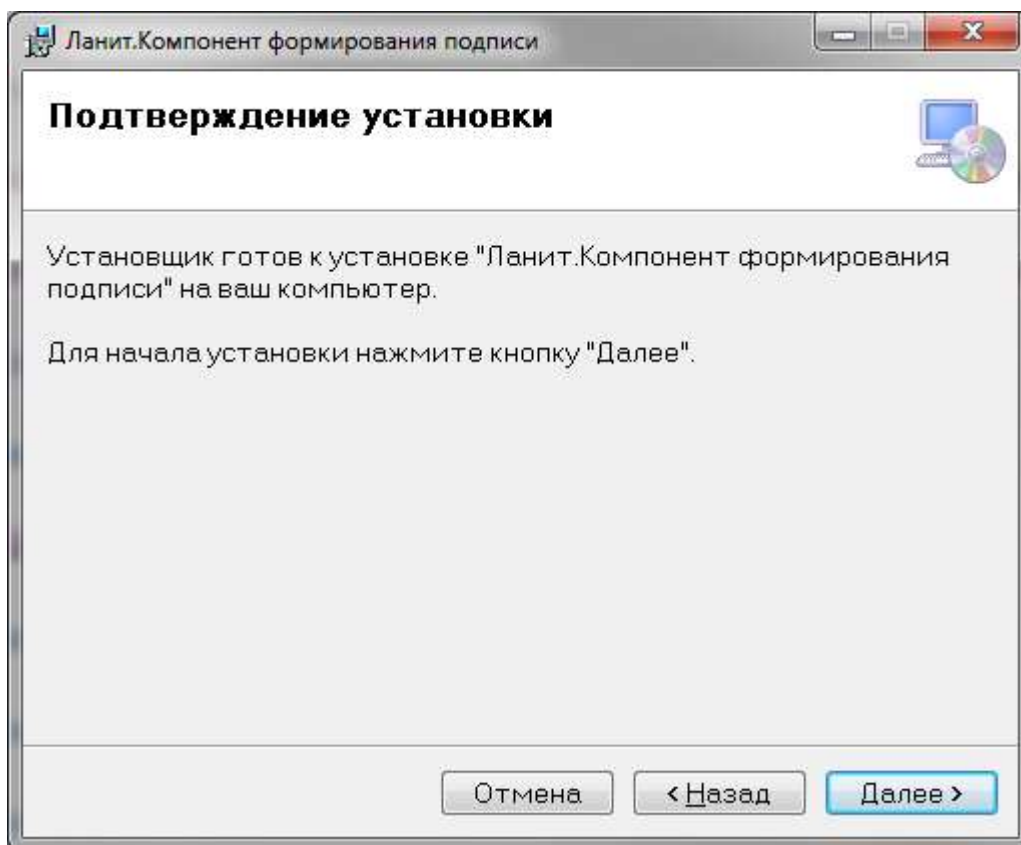 Ланит.Компонент формирования подписи
Подтверждение установки
Установщик готов к установке "Ланит.Компонент формирования
подписи" на ваш компьютер.
Для начала установки нажмите кнопку "Далее".
Отмена
< Назад
Далее >